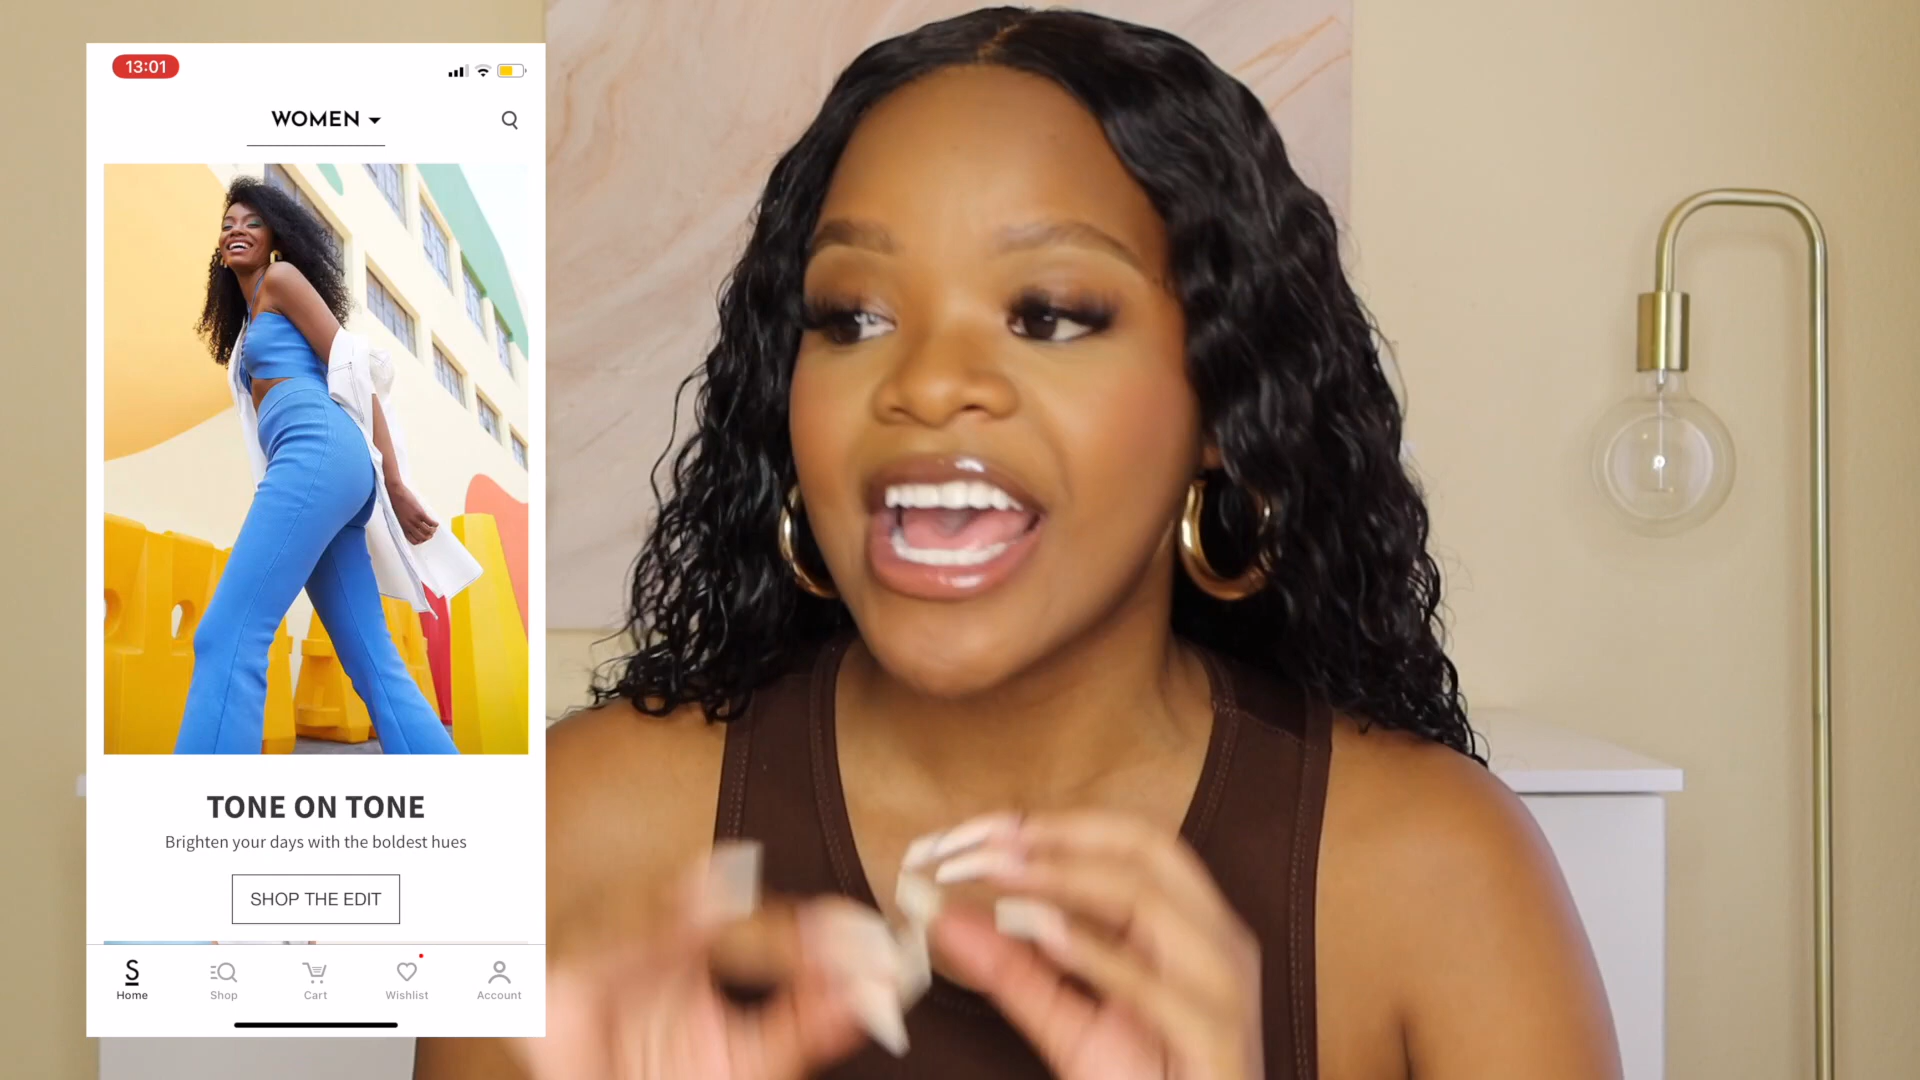 13:01
WOMEN
TONE ON TONE
Brighten your days with the boldest hues
SHOP THE EDIT
S
Home
Shop
Cart
Wishlist
Account